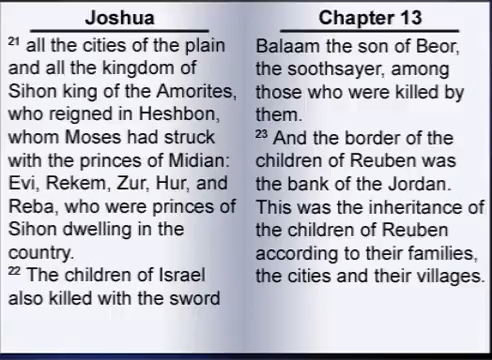 Joshua
21 all the cities of the plain
and all the kingdom of
Sihon king of the Amorites,
who reigned in Heshbon,
whom Moses had struck
with the princes of Midian:
Evi, Rekem, Zur, Hur, and
Reba, who were princes of
Sihon dwelling in the
country.
22 The children of Israel
also killed with the sword
Chapter 13
Balaam the son of Beor,
the soothsayer, among
those who were killed by
them.
23 And the border of the
children of Reuben was
the bank of the Jordan.
This was the inheritance of
the children of Reuben
according to their families,
the cities and their villages.